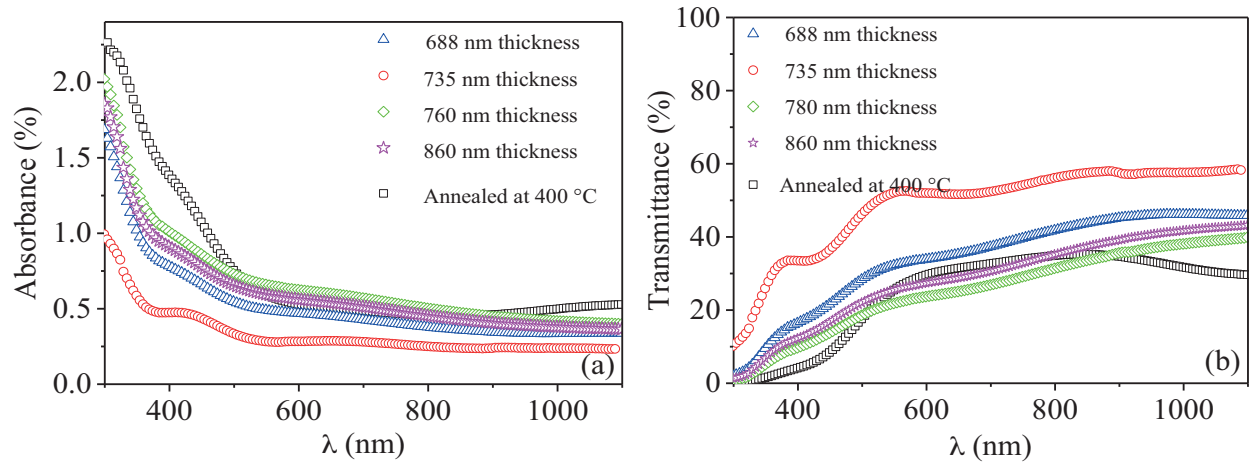 Absorbance (%)
2.0
1.5
1.0
0.5
0.0
688 nm thickness
735 nm thickness
760 nm thickness
860 nm thickness
Annealed at 400 °C
(a)
400 600 800 1000
λ (nm)
Transmittance (%)
100
80
60
40
20
0
688 nm thickness
735 nm thickness
780 nm thickness
860 nm thickness
Annealed at 400 °C
(b)
400 600 800 1000
λ (nm)